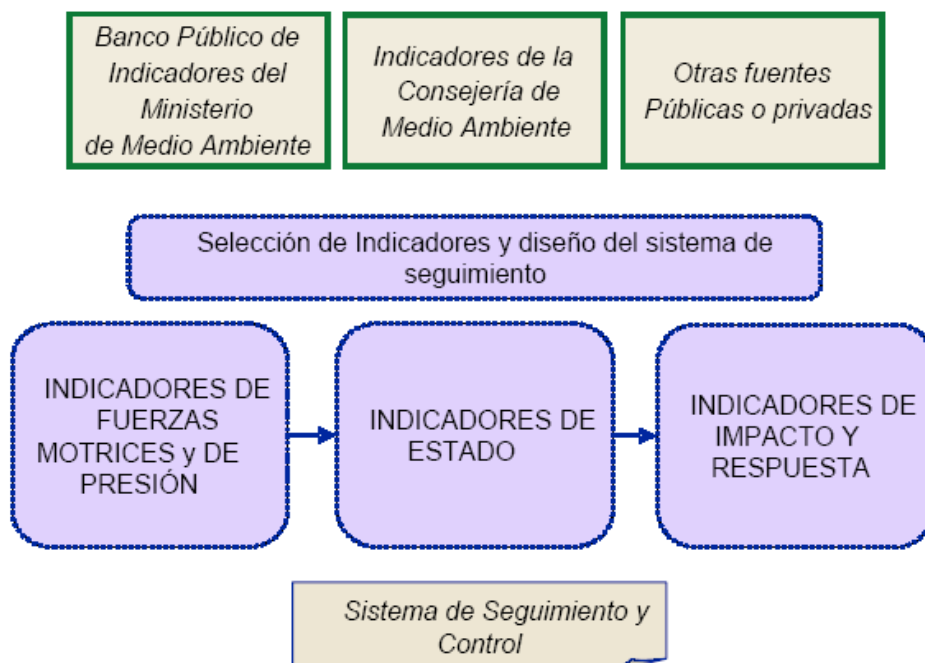 Banco Público de
Indicadores del
Ministerio
de Medio Ambiente
Indicadores de la
Consejería de
Medio Ambiente
Otras fuentes
Públicas o privadas
Selección de Indicadores y diseño del sistema de
seguimiento
INDICADORES DE
FUERZAS
MOTRICES y DE
PRESIÓN
INDICADORES DE
ESTADO
INDICADORES DE
IMPACTO Y
RESPUESTA
Sistema de Seguimiento y
Control